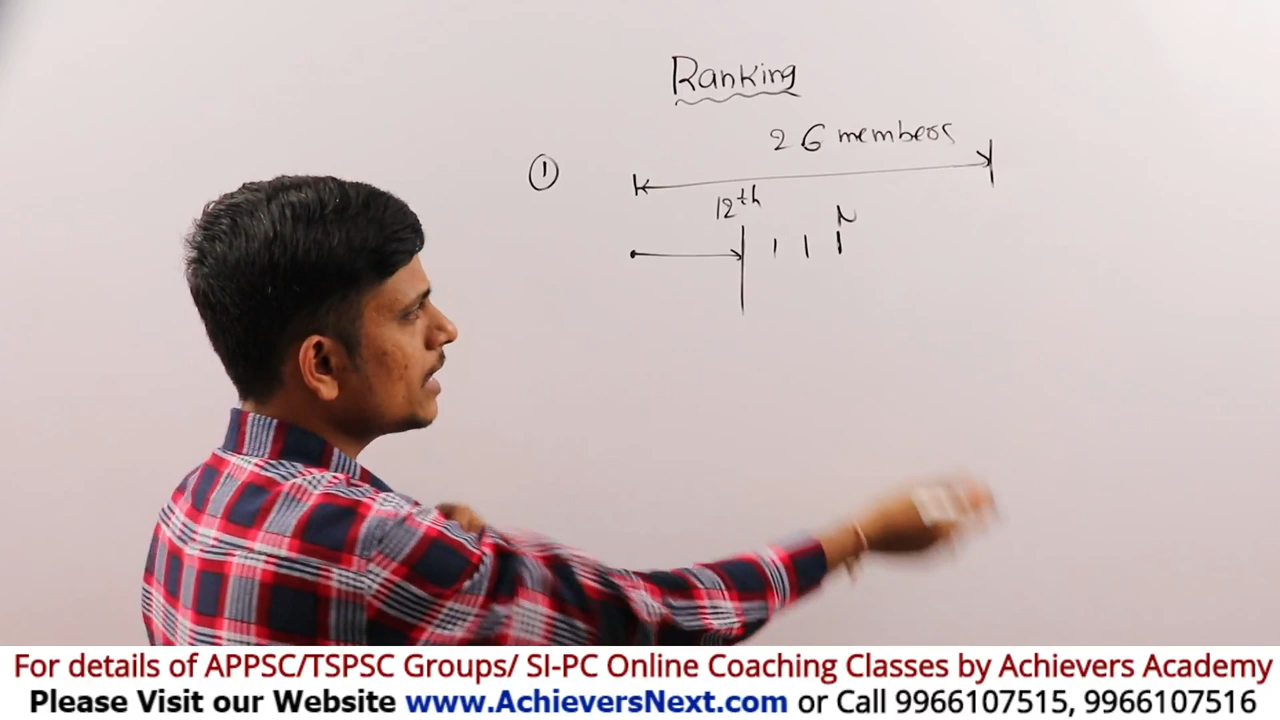 Ranking
① 26 members
12th N
For details of APPSC/TSPSC Groups/ SI-PC Online Coaching Classes by Achievers Academy
Please Visit our Website www.AchieversNext.com or Call 9966107515, 9966107516